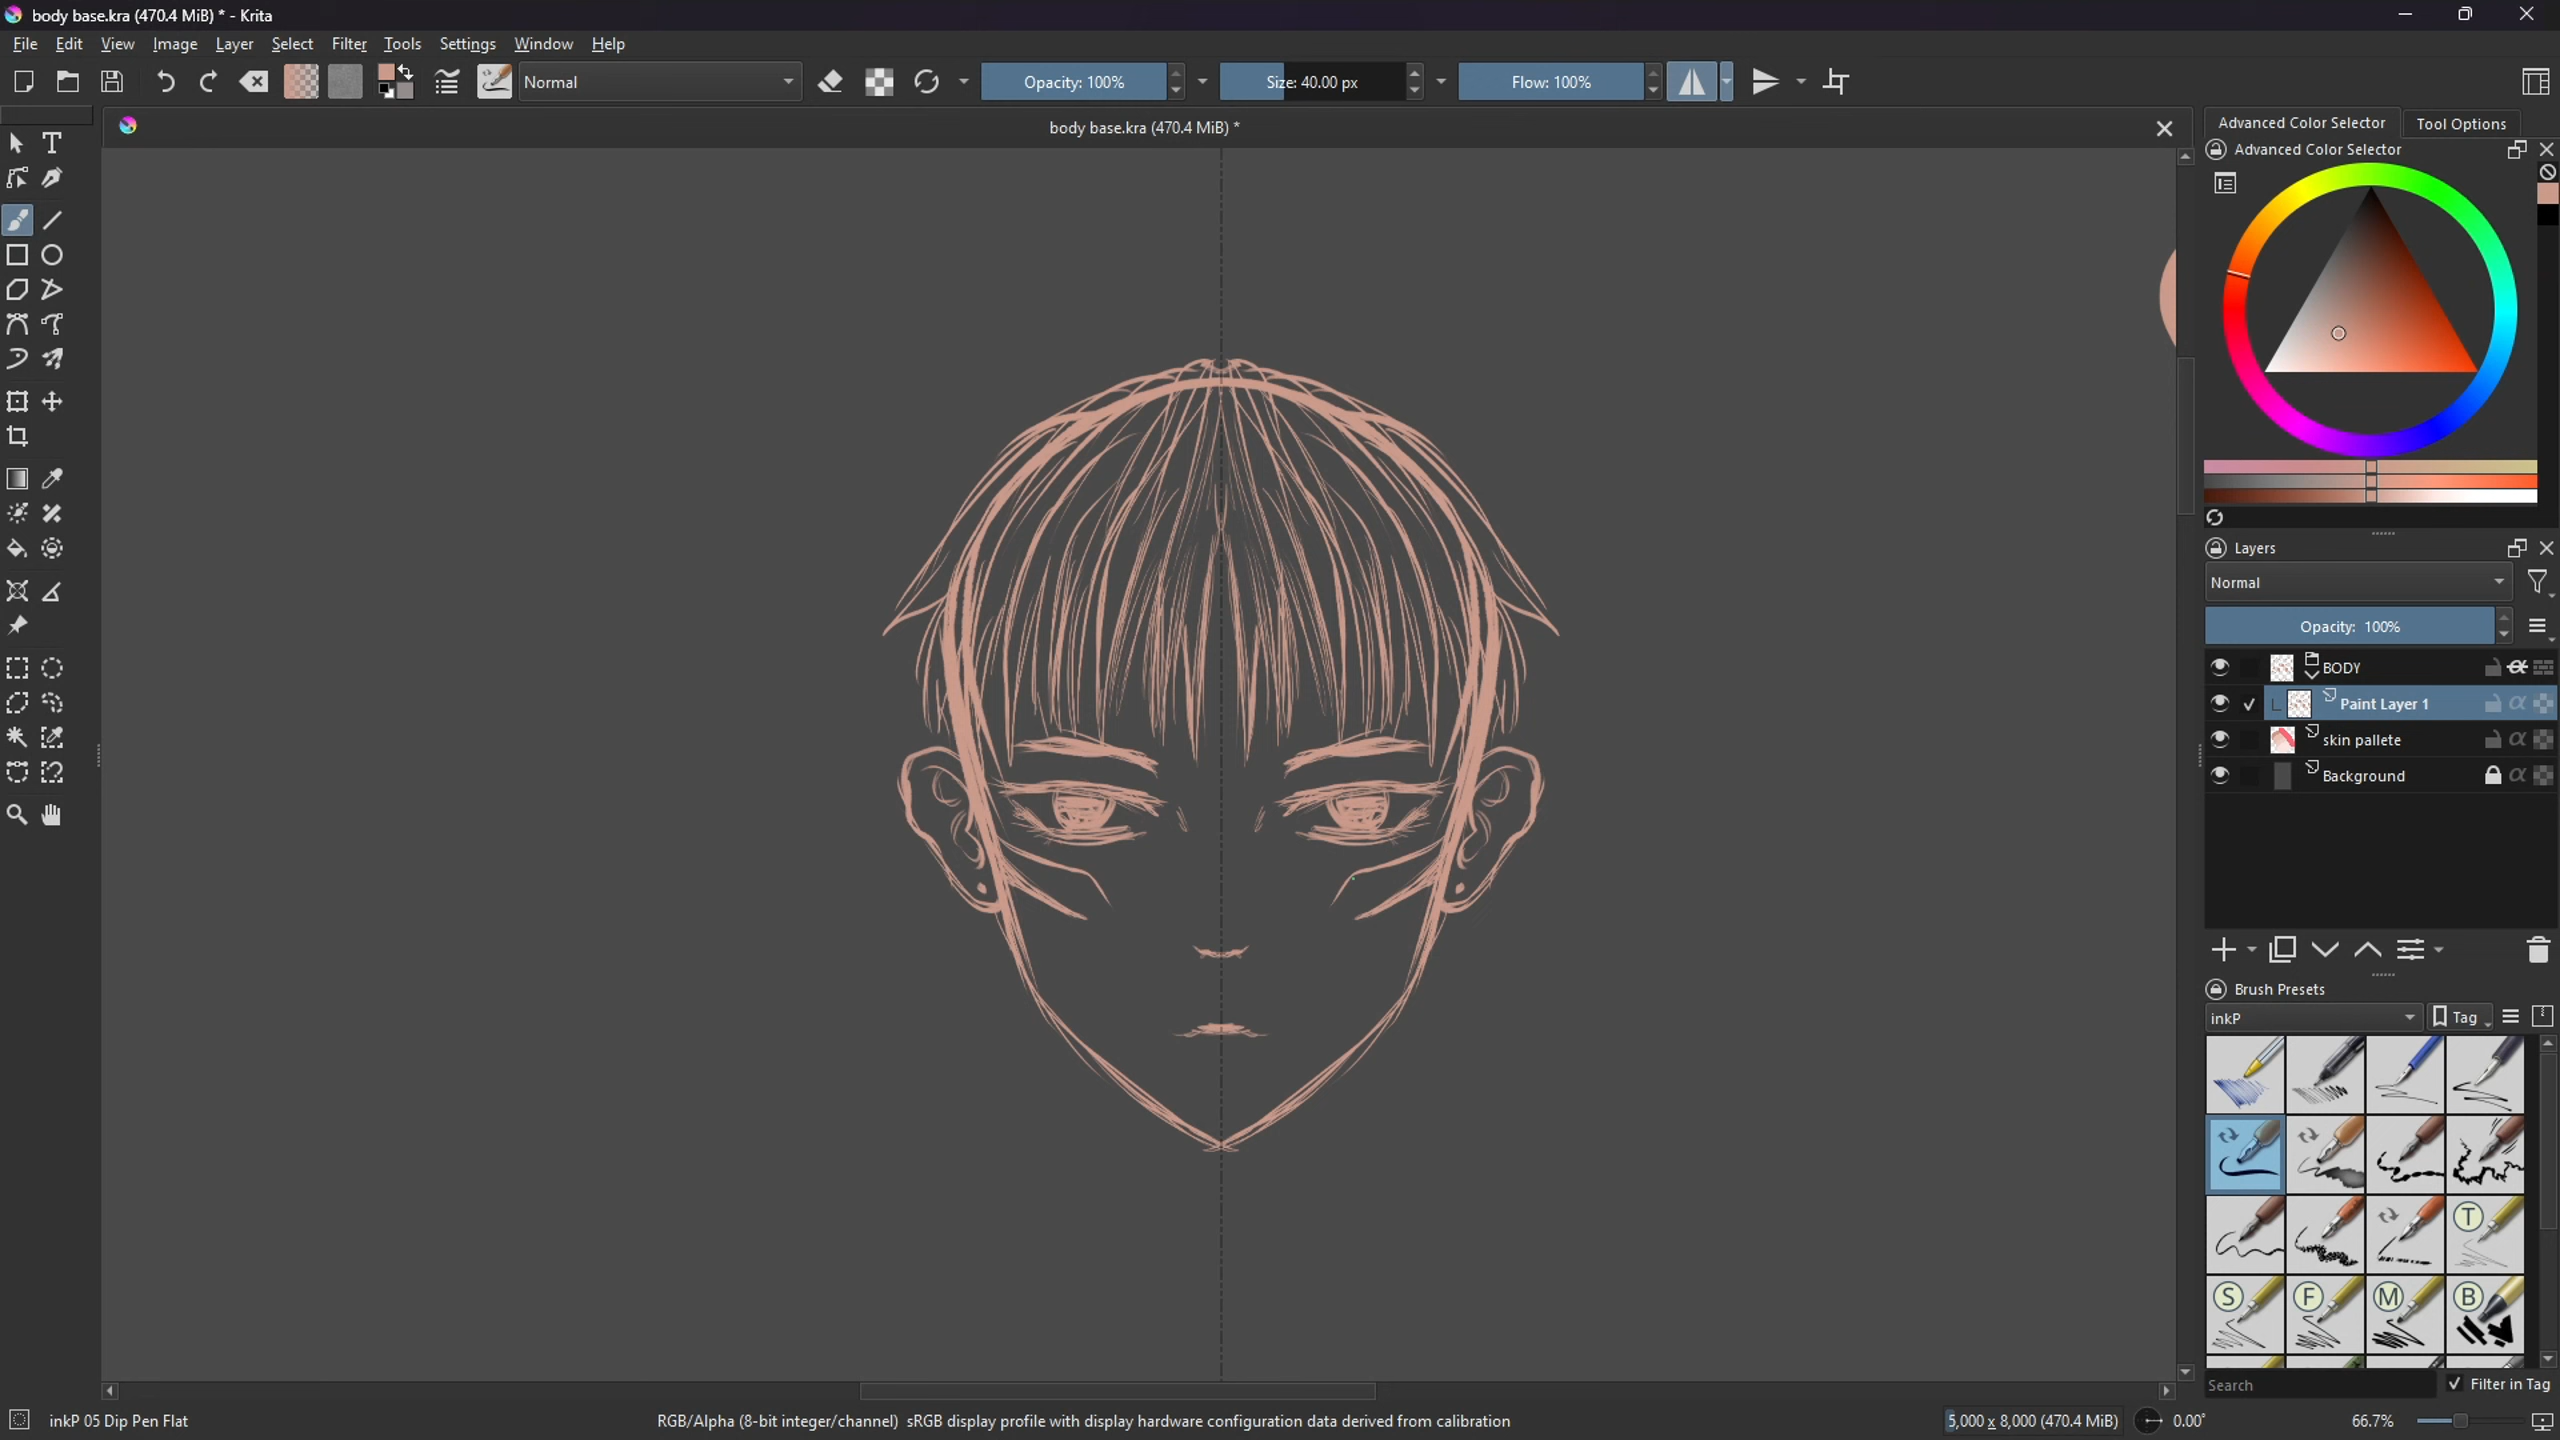 body base.kra (470.4 MiB) * - Krita
File Edit View Image Layer Select Filter Tools Settings Window Help
Normal Opacity: 100% Size: 40.00 px Flow: 100%
body base.kra (470.4 MiB) *
Advanced Color Selector Tool Options
Advanced Color Selector
Layers
Normal
Opacity: 100%
BODY
Paint Layer 1
skin pallete
Background
Brush Presets
inkP Tag
T
S F M B
Search Filter in Tag
inkP 05 Dip Pen Flat RGB/Alpha (8-bit integer/channel) sRGB display profile with display hardware configuration data derived from calibration 5,000 x 8,000 (470.4 MiB) 0.00° 66.7%